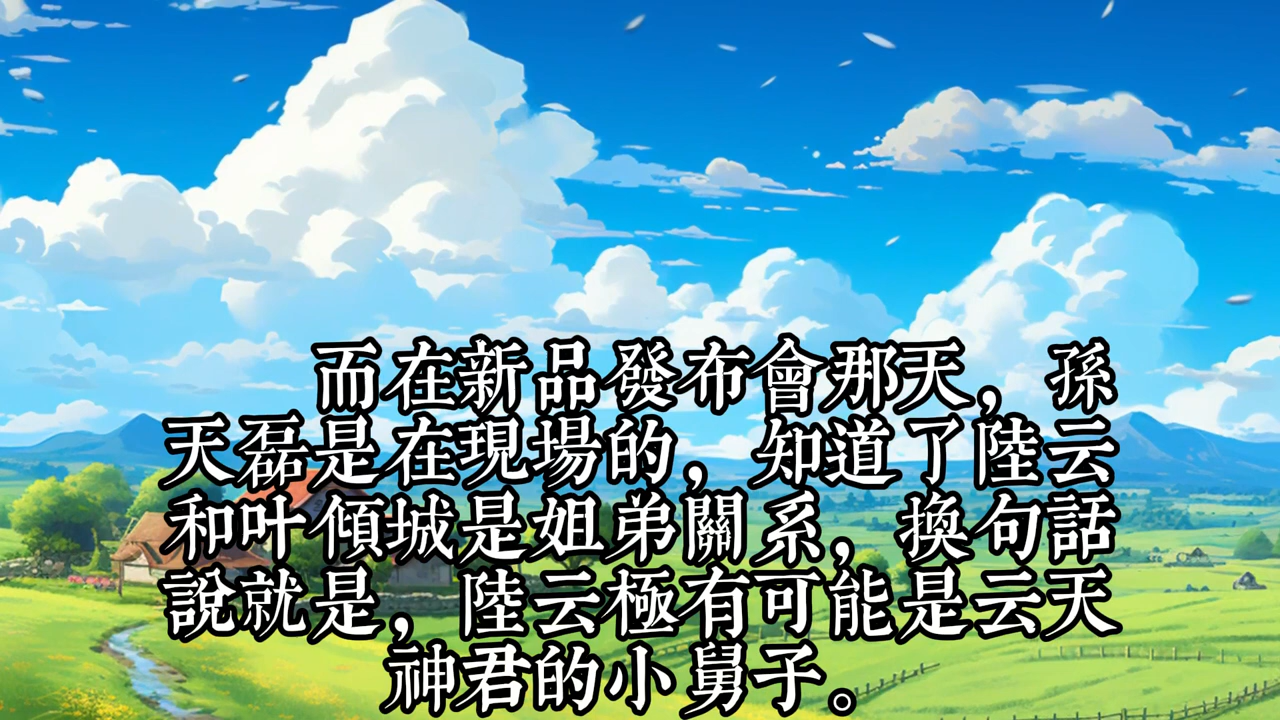 而在新品發布會那天，孫
天磊是在現場的，知道了陸云
和叶傾城是姐弟關系，換句話
說就是，陸云極有可能是云天
神君的小舅子。